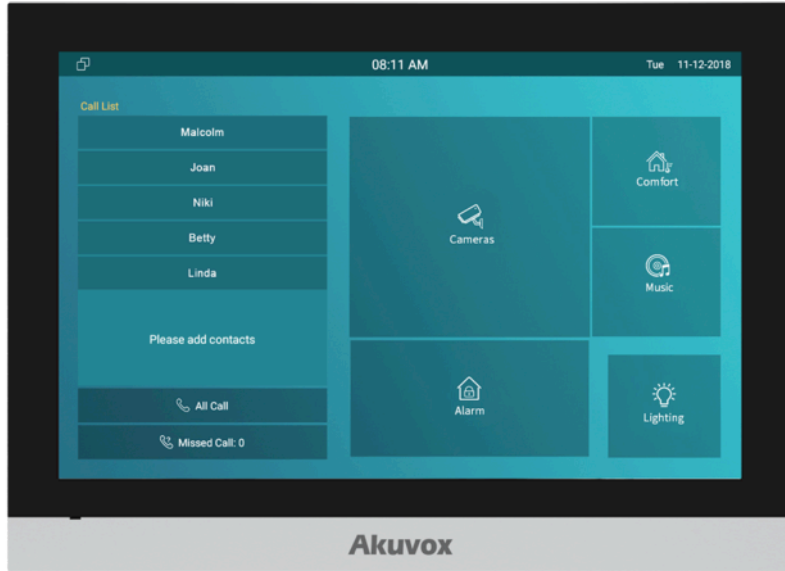 08:11 AM
Tue 11-12-2018
Call List
Malcolm
Joan
Niki
Betty
Linda
Please add contacts
All Call
Missed Call: 0
Cameras
Comfort
Music
Alarm
Lighting
Akuvox